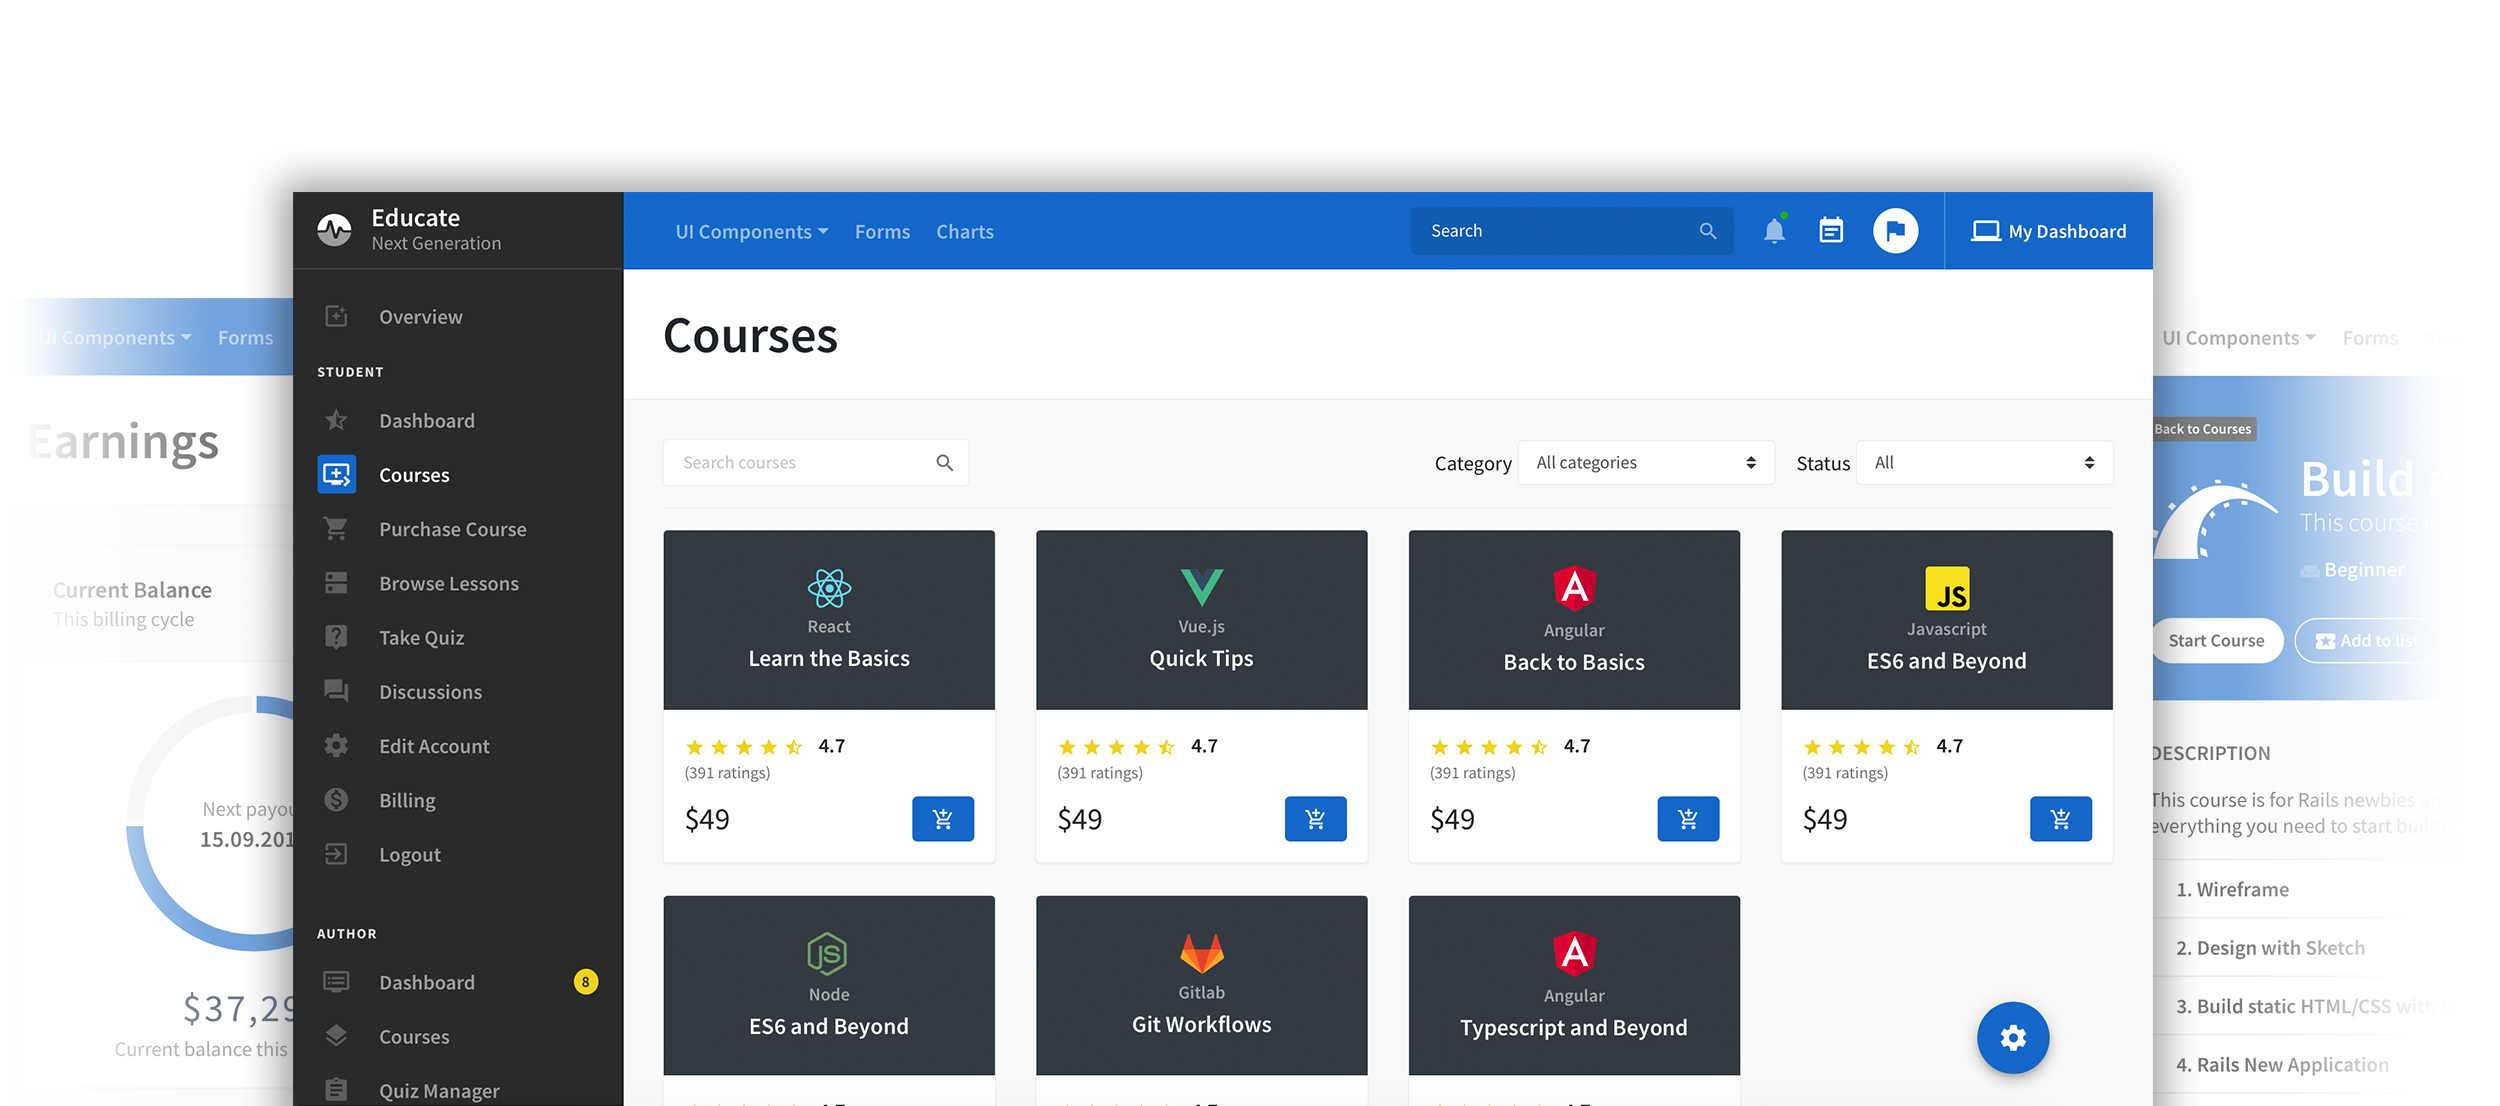 UI Components
Forms
Earnings
Current Balance
This billing cycle
Next
15.09.201
$37,29
Current balance this
Educate
Next Generation
Overview
STUDENT
Dashboard
Courses
Purchase Course
Browse Lessons
Take Quiz
Discussions
Edit Account
Billing
Logout
AUTHOR
Dashboard
8
Courses
Quiz Manager
UI Components
Forms
Charts
Search
My Dashboard
Courses
Search courses
Category
All categories
Status
All
React
Learn the Basics
4.7
(391 ratings)
$49
Vue.js
Quick Tips
4.7
(391 ratings)
$49
Angular
Back to Basics
4.7
(391 ratings)
$49
JS
Javascript
ES6 and Beyond
4.7
(391 ratings)
$49
JS
Node
ES6 and Beyond
Gitlab
Git Workflows
Angular
Typescript and Beyond
UI Components
Forms
Back to Courses
Build a
This course
Beginner
Start Course
Add to list
DESCRIPTION
This course is for Rails newbies
everything you need to start
1. Wireframe
2. Design with Sketch
3. Build static HTML/CSS with
4. Rails New Application